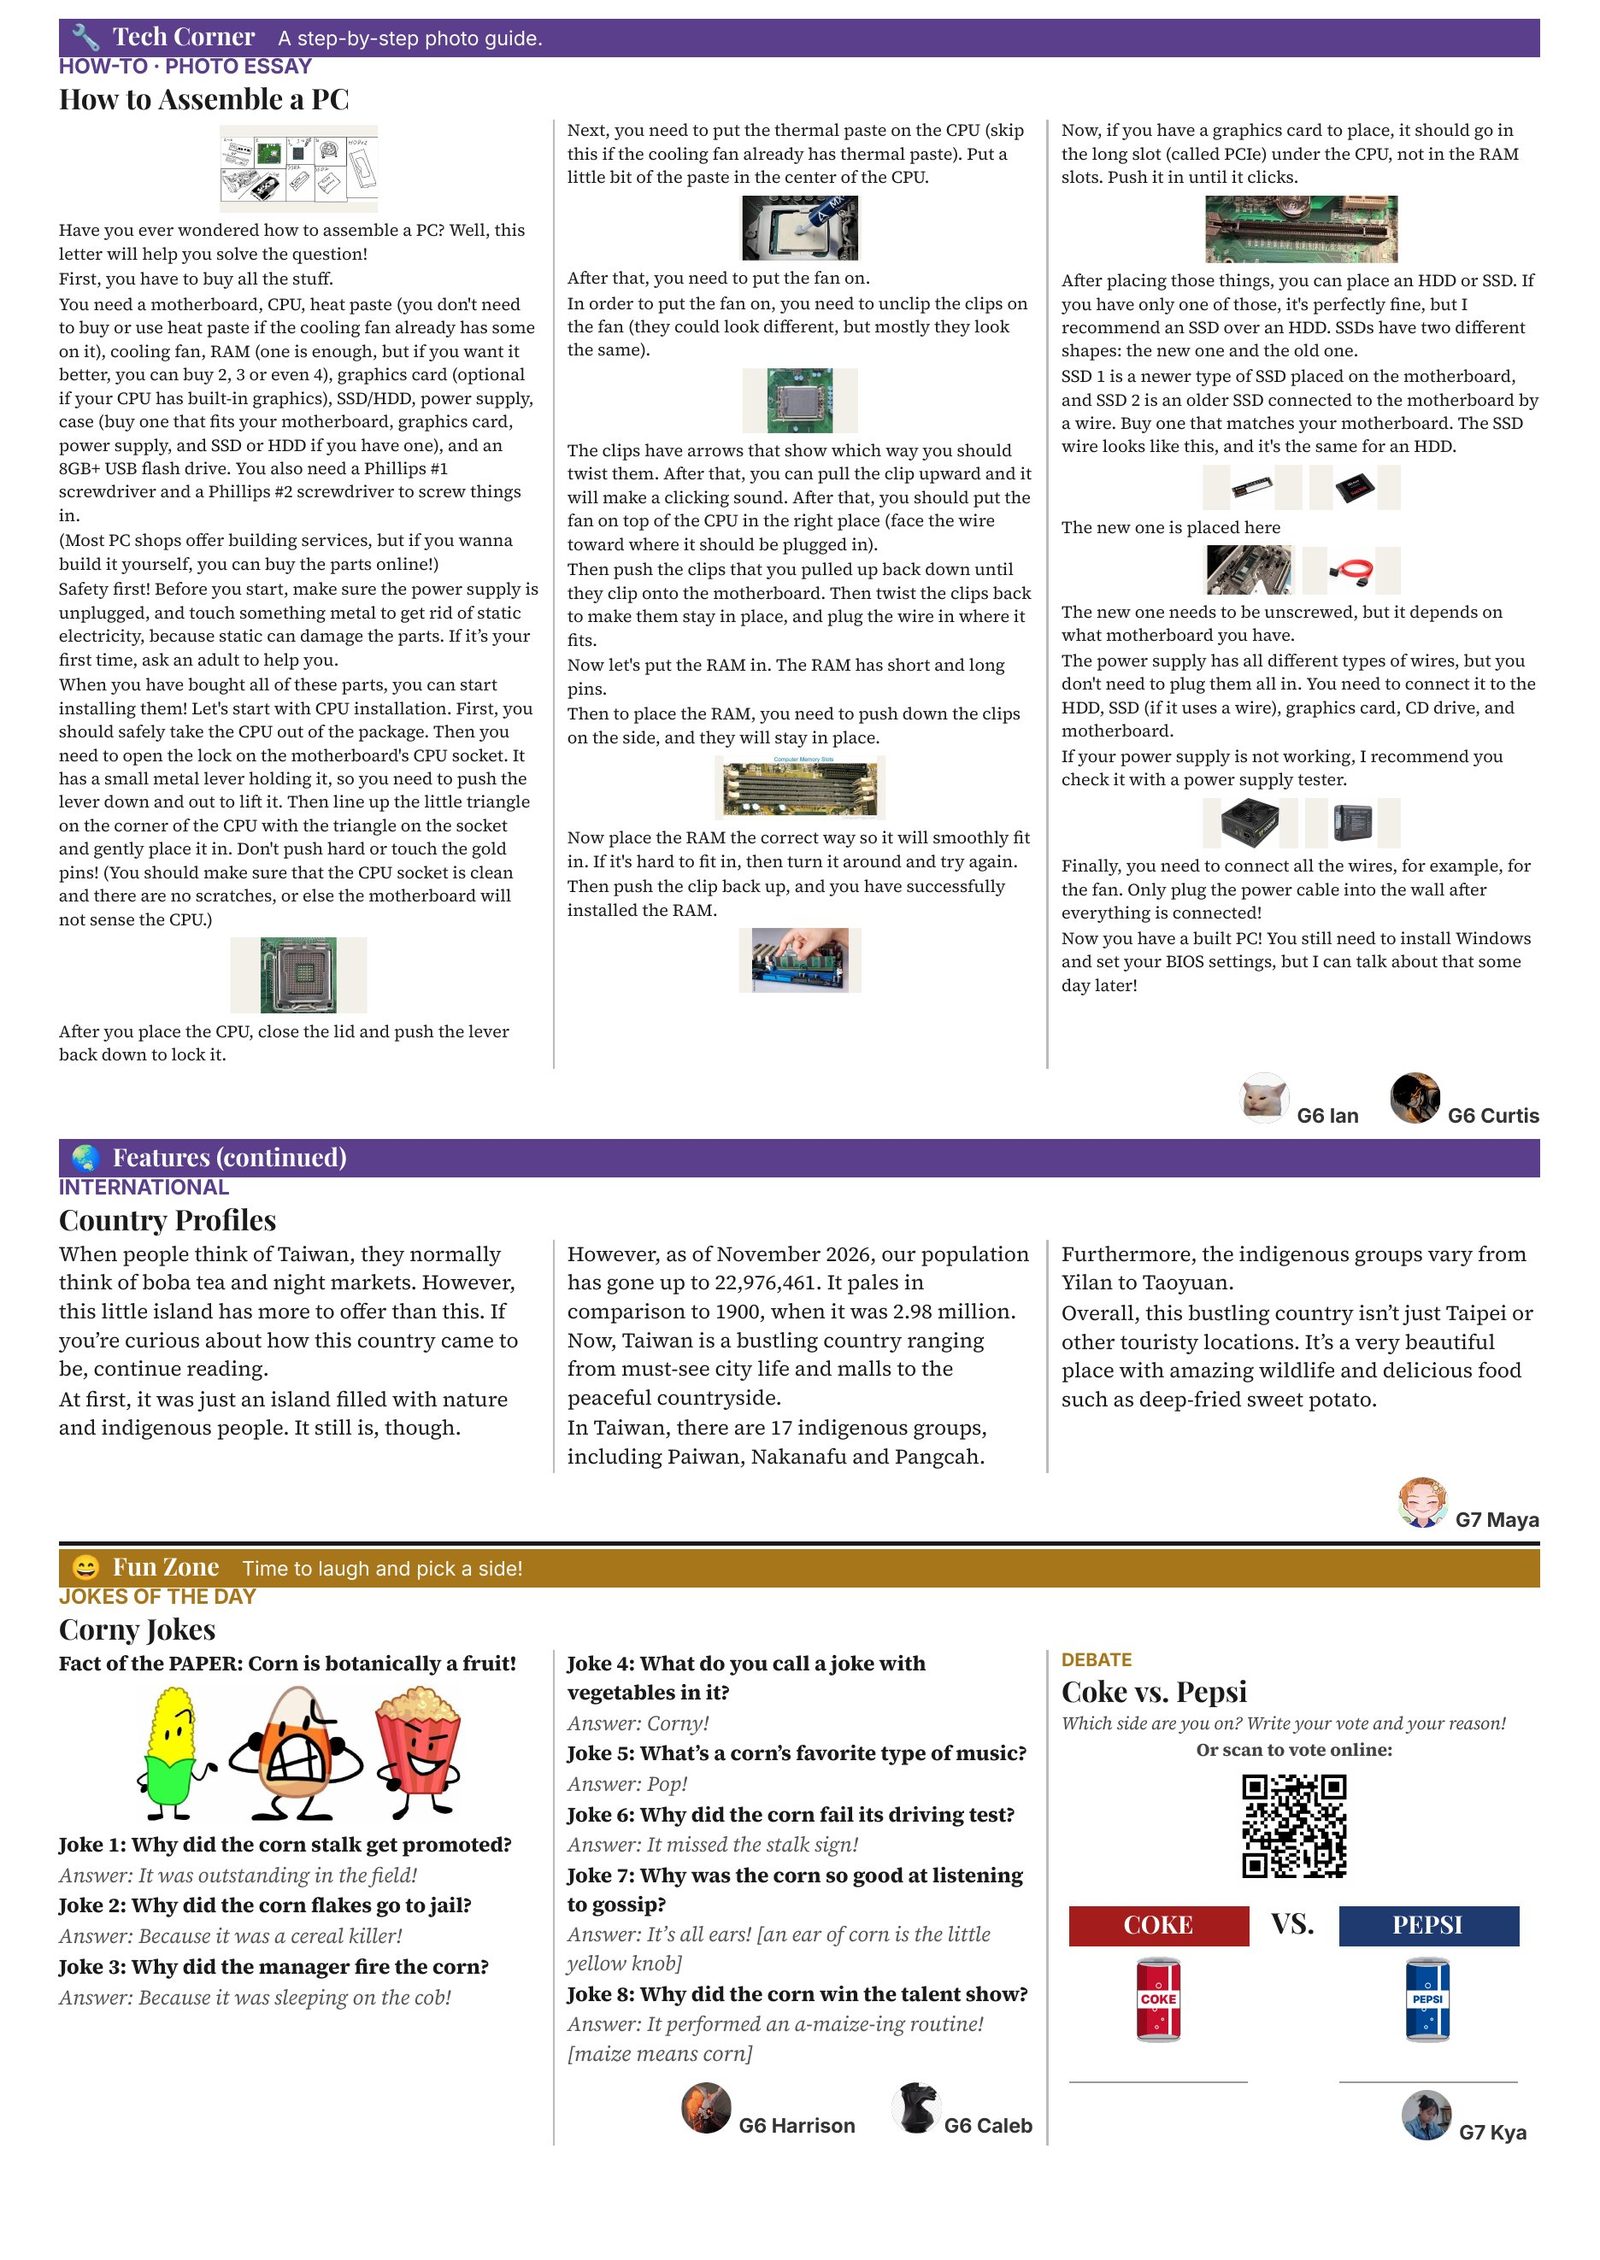 Tech Corner A step-by-step photo guide.
HOW-TO · PHOTO ESSAY
How to Assemble a PC
Have you ever wondered how to assemble a PC? Well, this
letter will help you solve the question!
First, you have to buy all the stuff.
You need a motherboard, CPU, heat paste (you don't need
to buy or use heat paste if the cooling fan already has some
on it), cooling fan, RAM (one is enough, but if you want it
better, you can buy 2, 3 or even 4), graphics card (optional
if your CPU has built-in graphics), SSD/HDD, power supply,
case (buy one that fits your motherboard, graphics card,
power supply, and SSD or HDD if you have one), and an
8GB+ USB flash drive. You also need a Phillips #1
screwdriver and a Phillips #2 screwdriver to screw things
in.
(Most PC shops offer building services, but if you wanna
build it yourself, you can buy the parts online!)
Safety first! Before you start, make sure the power supply is
unplugged, and touch something metal to get rid of static
electricity, because static can damage the parts. If it’s your
first time, ask an adult to help you.
When you have bought all of these parts, you can start
installing them! Let's start with CPU installation. First, you
should safely take the CPU out of the package. Then you
need to open the lock on the motherboard's CPU socket. It
has a small metal lever holding it, so you need to push the
lever down and out to lift it. Then line up the little triangle
on the corner of the CPU with the triangle on the socket
and gently place it in. Don't push hard or touch the gold
pins! (You should make sure that the CPU socket is clean
and there are no scratches, or else the motherboard will
not sense the CPU.)
After you place the CPU, close the lid and push the lever
back down to lock it.
Next, you need to put the thermal paste on the CPU (skip
this if the cooling fan already has thermal paste). Put a
little bit of the paste in the center of the CPU.
After that, you need to put the fan on.
In order to put the fan on, you need to unclip the clips on
the fan (they could look different, but mostly they look
the same).
The clips have arrows that show which way you should
twist them. After that, you can pull the clip upward and it
will make a clicking sound. After that, you should put the
fan on top of the CPU in the right place (face the wire
toward where it should be plugged in).
Then push the clips that you pulled up back down until
they clip onto the motherboard. Then twist the clips back
to make them stay in place, and plug the wire in where it
fits.
Now let's put the RAM in. The RAM has short and long
pins.
Then to place the RAM, you need to push down the clips
on the side, and they will stay in place.
Computer Memory Slots
Now place the RAM the correct way so it will smoothly fit
in. If it's hard to fit in, then turn it around and try again.
Then push the clip back up, and you have successfully
installed the RAM.
Now, if you have a graphics card to place, it should go in
the long slot (called PCIe) under the CPU, not in the RAM
slots. Push it in until it clicks.
After placing those things, you can place an HDD or SSD. If
you have only one of those, it's perfectly fine, but I
recommend an SSD over an HDD. SSDs have two different
shapes: the new one and the old one.
SSD 1 is a newer type of SSD placed on the motherboard,
and SSD 2 is an older SSD connected to the motherboard by
a wire. Buy one that matches your motherboard. The SSD
wire looks like this, and it's the same for an HDD.
The new one is placed here
The new one needs to be unscrewed, but it depends on
what motherboard you have.
The power supply has all different types of wires, but you
don't need to plug them all in. You need to connect it to the
HDD, SSD (if it uses a wire), graphics card, CD drive, and
motherboard.
If your power supply is not working, I recommend you
check it with a power supply tester.
Finally, you need to connect all the wires, for example, for
the fan. Only plug the power cable into the wall after
everything is connected!
Now you have a built PC! You still need to install Windows
and set your BIOS settings, but I can talk about that some
day later!
G6 Ian G6 Curtis
Features (continued)
INTERNATIONAL
Country Profiles
When people think of Taiwan, they normally
think of boba tea and night markets. However,
this little island has more to offer than this. If
you’re curious about how this country came to
be, continue reading.
At first, it was just an island filled with nature
and indigenous people. It still is, though.
However, as of November 2026, our population
has gone up to 22,976,461. It pales in
comparison to 1900, when it was 2.98 million.
Now, Taiwan is a bustling country ranging
from must-see city life and malls to the
peaceful countryside.
In Taiwan, there are 17 indigenous groups,
including Paiwan, Nakanafu and Pangcah.
Furthermore, the indigenous groups vary from
Yilan to Taoyuan.
Overall, this bustling country isn’t just Taipei or
other touristy locations. It’s a very beautiful
place with amazing wildlife and delicious food
such as deep-fried sweet potato.
G7 Maya
Fun Zone Time to laugh and pick a side!
JOKES OF THE DAY
Corny Jokes
Fact of the PAPER: Corn is botanically a fruit!
Joke 1: Why did the corn stalk get promoted?
Answer: It was outstanding in the field!
Joke 2: Why did the corn flakes go to jail?
Answer: Because it was a cereal killer!
Joke 3: Why did the manager fire the corn?
Answer: Because it was sleeping on the cob!
Joke 4: What do you call a joke with
vegetables in it?
Answer: Corny!
Joke 5: What’s a corn’s favorite type of music?
Answer: Pop!
Joke 6: Why did the corn fail its driving test?
Answer: It missed the stalk sign!
Joke 7: Why was the corn so good at listening
to gossip?
Answer: It’s all ears! [an ear of corn is the little
yellow knob]
Joke 8: Why did the corn win the talent show?
Answer: It performed an a-maize-ing routine!
[maize means corn]
G6 Harrison G6 Caleb
DEBATE
Coke vs. Pepsi
Which side are you on? Write your vote and your reason!
Or scan to vote online:
COKE VS. PEPSI
COKE PEPSI
G7 Kya